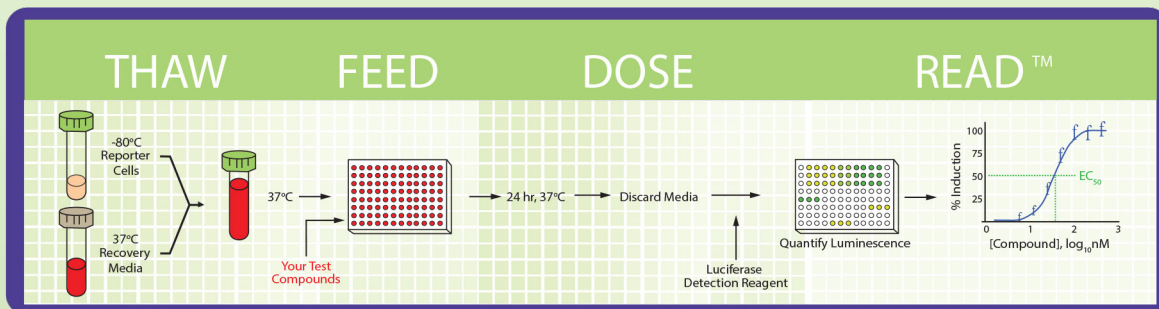 THAW
FEED
DOSE
READ™
-80°C
Reporter
Cells
37°C
Recovery
Media
37°C
Your Test
Compounds
24 hr, 37°C
Discard Media
Luciferase
Detection Reagent
Quantify Luminescence
% Induction
100
75
50
25
EC50
0
1
2
3
[Compound], log10nM